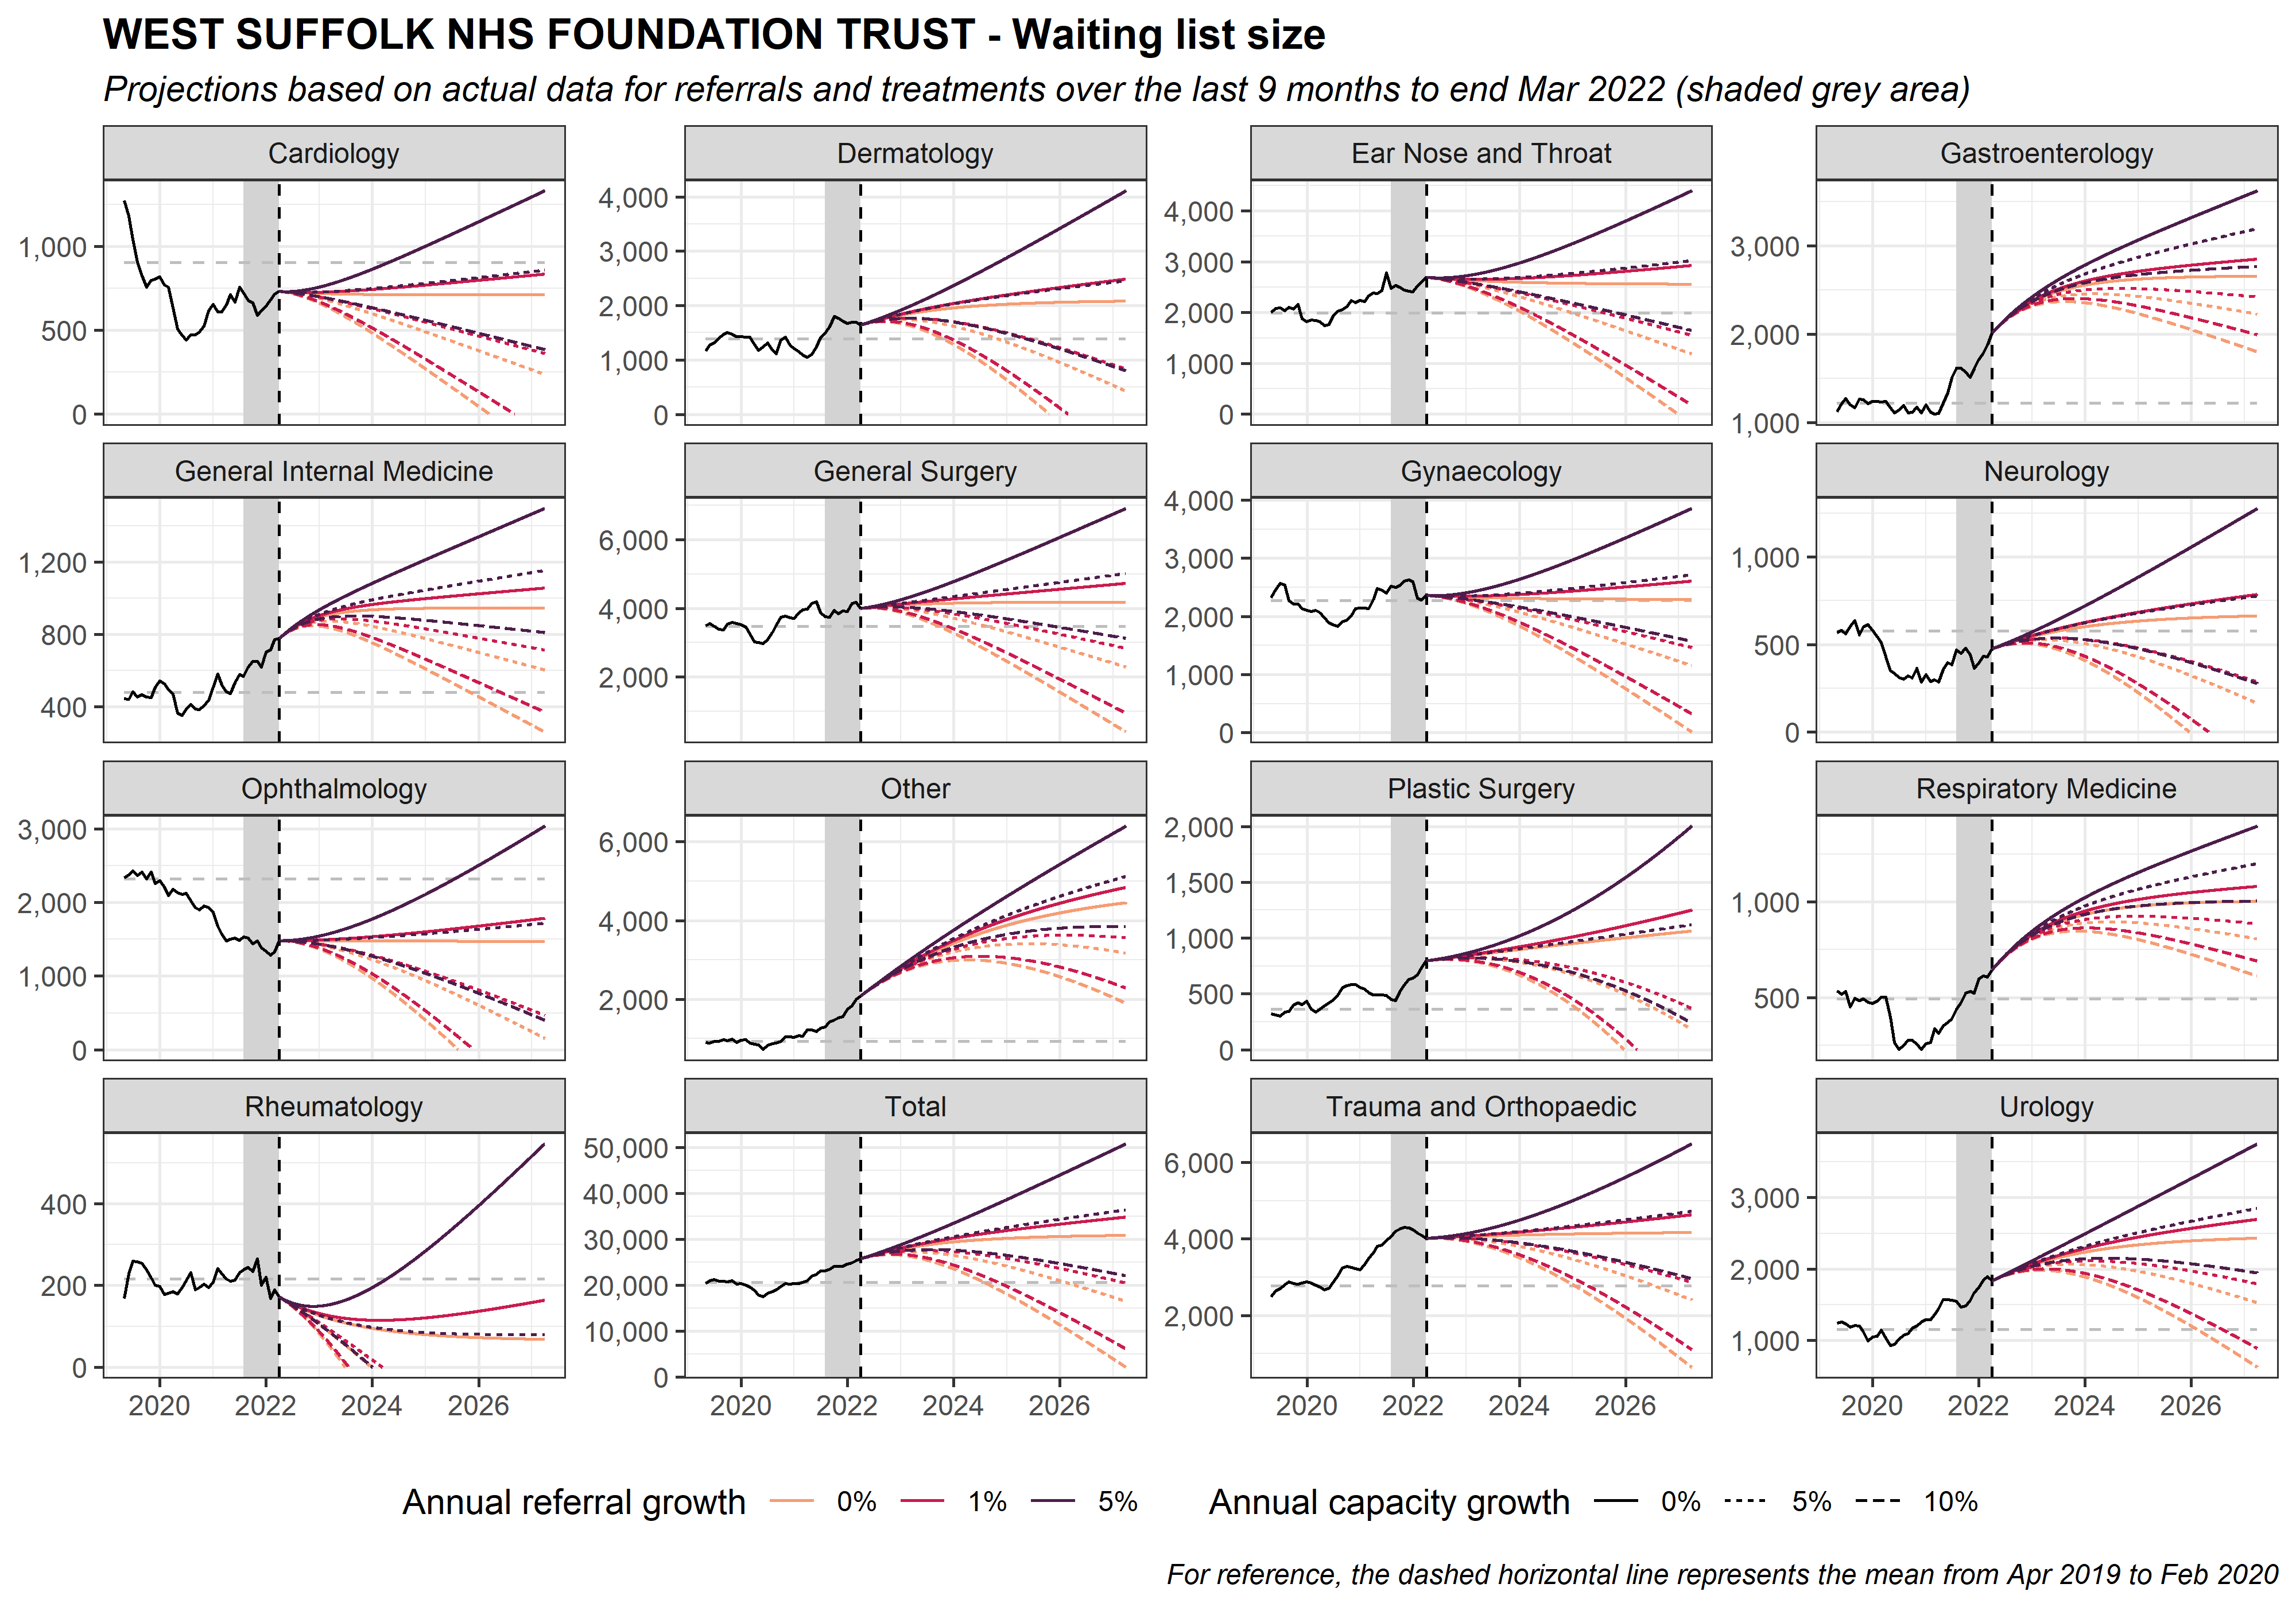 WEST SUFFOLK NHS FOUNDATION TRUST - Waiting list size
Projections based on actual data for referrals and treatments over the last 9 months to end Mar 2022 (shaded grey area)
Cardiology
1,000
500
0
Dermatology
4,000
3,000
2,000
1,000
0
Ear Nose and Throat
4,000
3,000
2,000
1,000
0
Gastroenterology
3,000
2,000
1,000
General Internal Medicine
1,200
800
400
General Surgery
6,000
4,000
2,000
Gynaecology
4,000
3,000
2,000
1,000
0
Neurology
1,000
500
0
Ophthalmology
3,000
2,000
1,000
0
Other
6,000
4,000
2,000
Plastic Surgery
2,000
1,500
1,000
500
0
Respiratory Medicine
1,000
500
Rheumatology
400
200
0
2020 2022 2024 2026
Total
50,000
40,000
30,000
20,000
10,000
0
2020 2022 2024 2026
Trauma and Orthopaedic
6,000
4,000
2,000
2020 2022 2024 2026
Urology
3,000
2,000
1,000
2020 2022 2024 2026
Annual referral growth 0% 1% 5% Annual capacity growth 0% 5% 10%
For reference, the dashed horizontal line represents the mean from Apr 2019 to Feb 2020